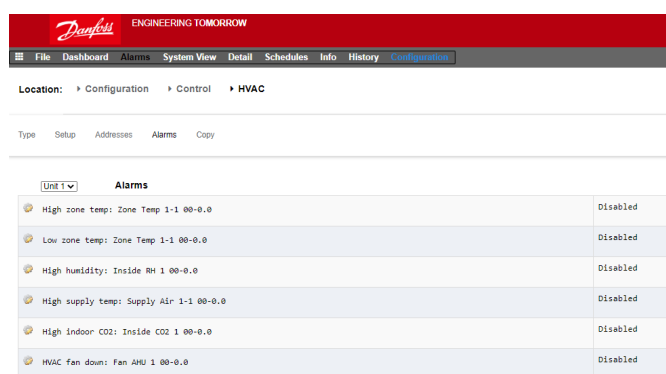 Danfoss ENGINEERING TOMORROW
File Dashboard Alarms System View Detail Schedules Info History Configuration
Location: Configuration Control HVAC
Type Setup Addresses Alarms Copy
Unit 1 Alarms
High zone temp: Zone Temp 1-1 00-0.0 Disabled
Low zone temp: Zone Temp 1-1 00-0.0 Disabled
High humidity: Inside RH 1 00-0.0 Disabled
High supply temp: Supply Air 1-1 00-0.0 Disabled
High indoor CO2: Inside CO2 1 00-0.0 Disabled
HVAC fan down: Fan AHU 1 00-0.0 Disabled